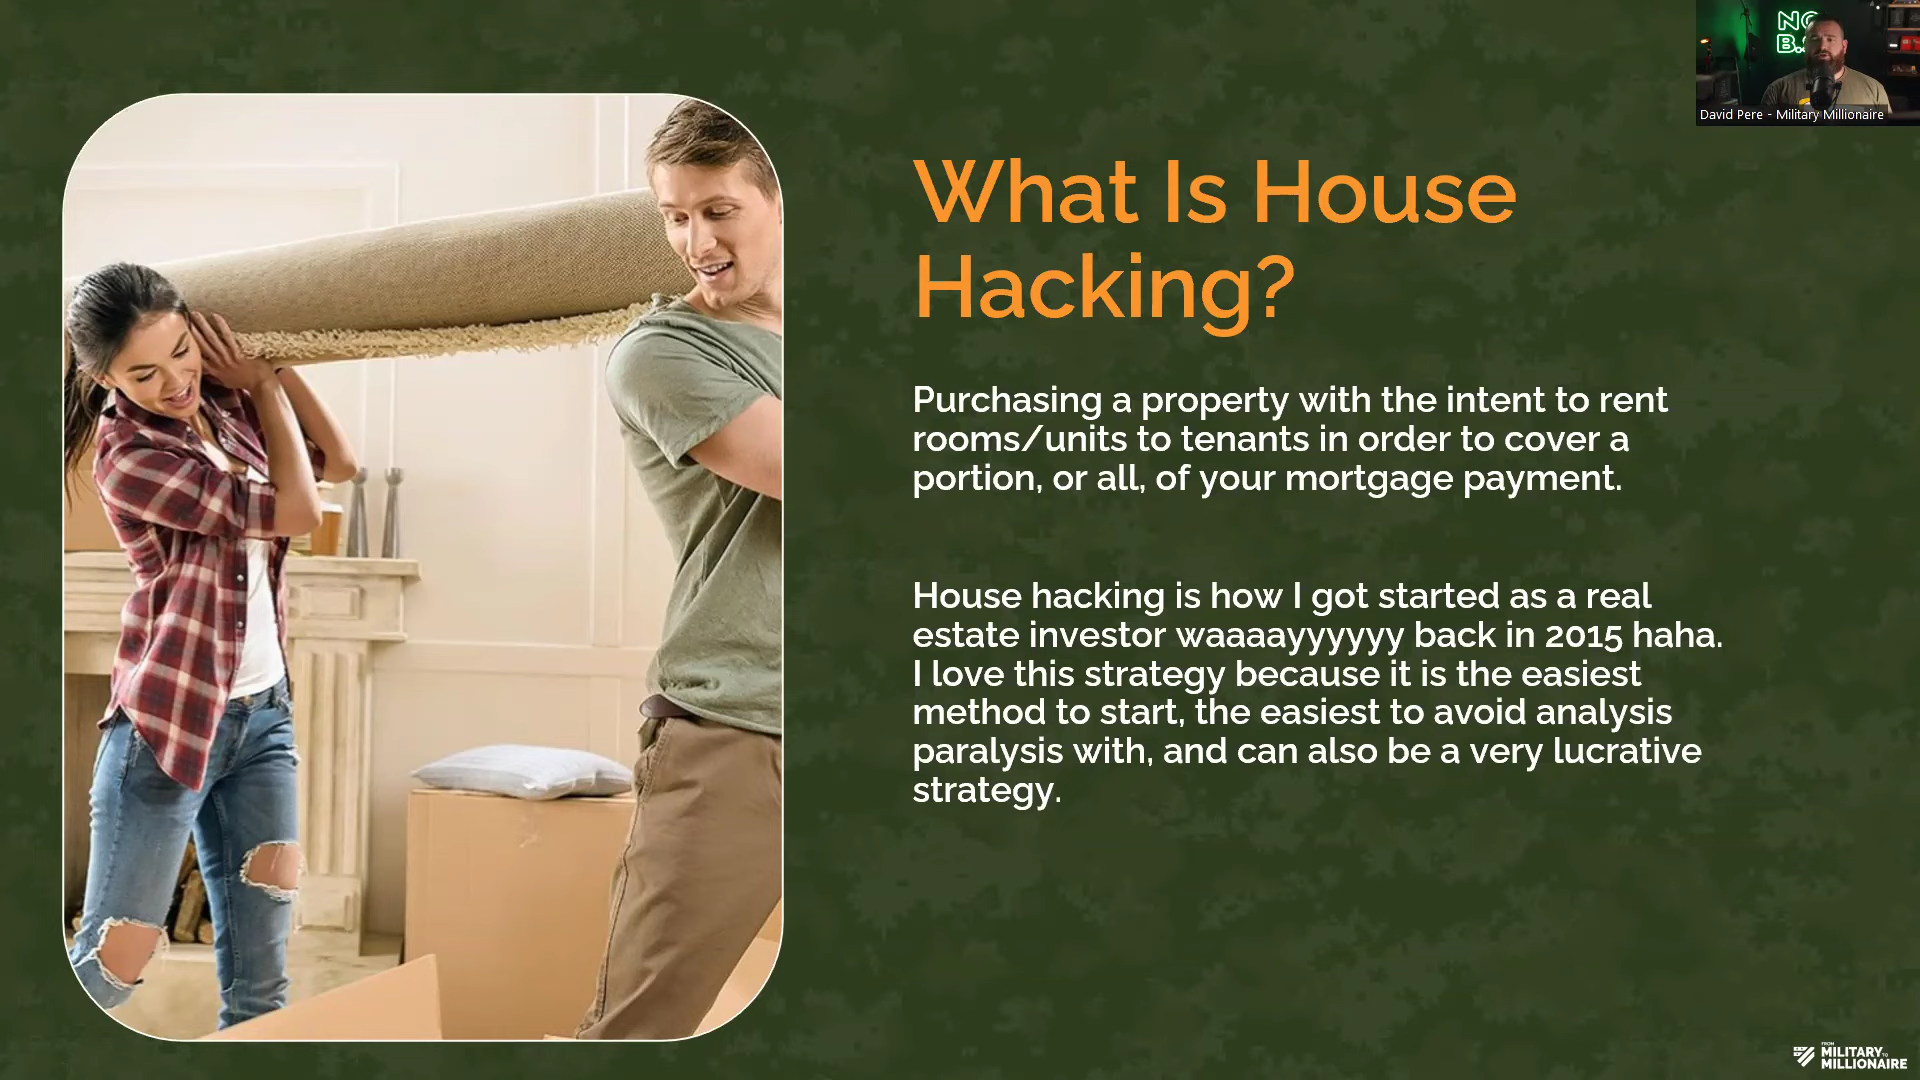 NO
B.
David Pere - Military Millionaire
What Is House
Hacking?
Purchasing a property with the intent to rent
rooms/units to tenants in order to cover a
portion, or all, of your mortgage payment.
House hacking is how I got started as a real
estate investor waaaayyyyyy back in 2015 haha.
I love this strategy because it is the easiest
method to start, the easiest to avoid analysis
paralysis with, and can also be a very lucrative
strategy.
FROM
MILITARY TO
MILLIONAIRE